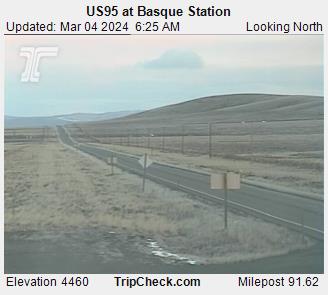 US95 at Basque Station
Updated: Mar 04 2024 6:25 AM Looking North
Elevation 4460 TripCheck.com Milepost 91.62